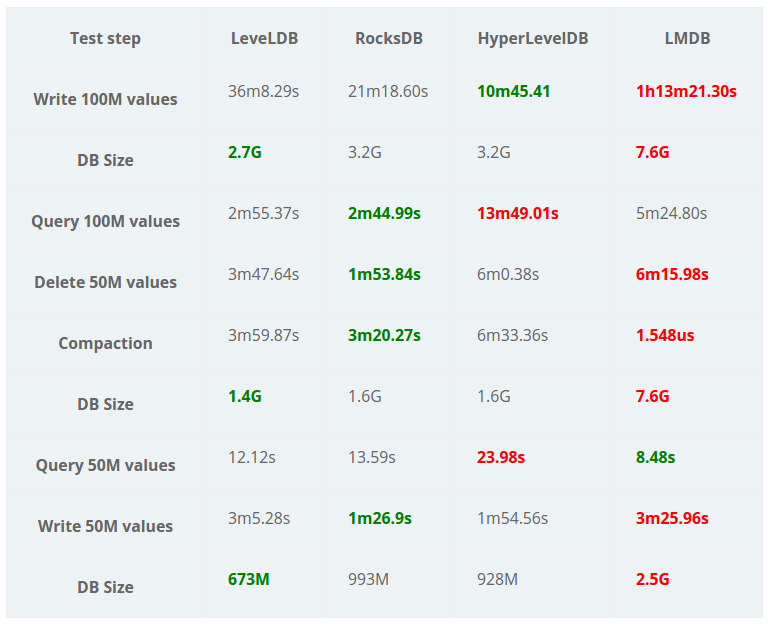 Test step LeveLDB RocksDB HyperLevelDB LMDB
Write 100M values 36m8.29s 21m18.60s 10m45.41 1h13m21.30s
DB Size 2.7G 3.2G 3.2G 7.6G
Query 100M values 2m55.37s 2m44.99s 13m49.01s 5m24.80s
Delete 50M values 3m47.64s 1m53.84s 6m0.38s 6m15.98s
Compaction 3m59.87s 3m20.27s 6m33.36s 1.548us
DB Size 1.4G 1.6G 1.6G 7.6G
Query 50M values 12.12s 13.59s 23.98s 8.48s
Write 50M values 3m5.28s 1m26.9s 1m54.56s 3m25.96s
DB Size 673M 993M 928M 2.5G